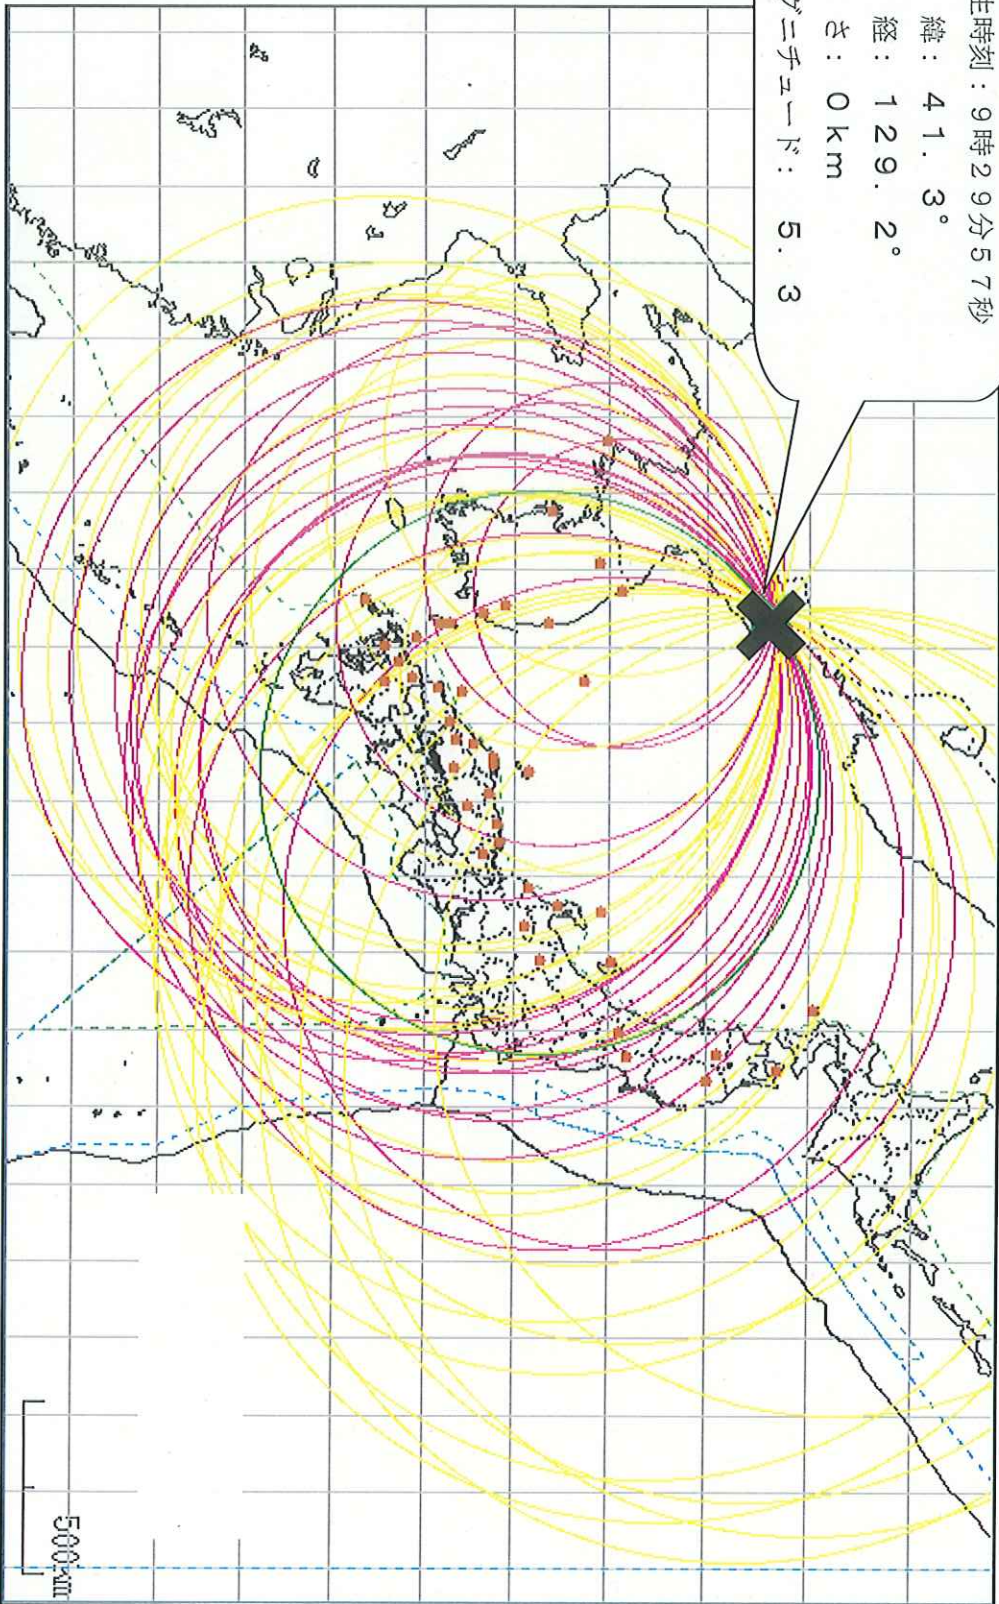 生時刻：９時２９分５７秒
緯：　４１．３°
経：　１２９．２°
さ：　０ｋｍ
グニチュード：　５．３
500km